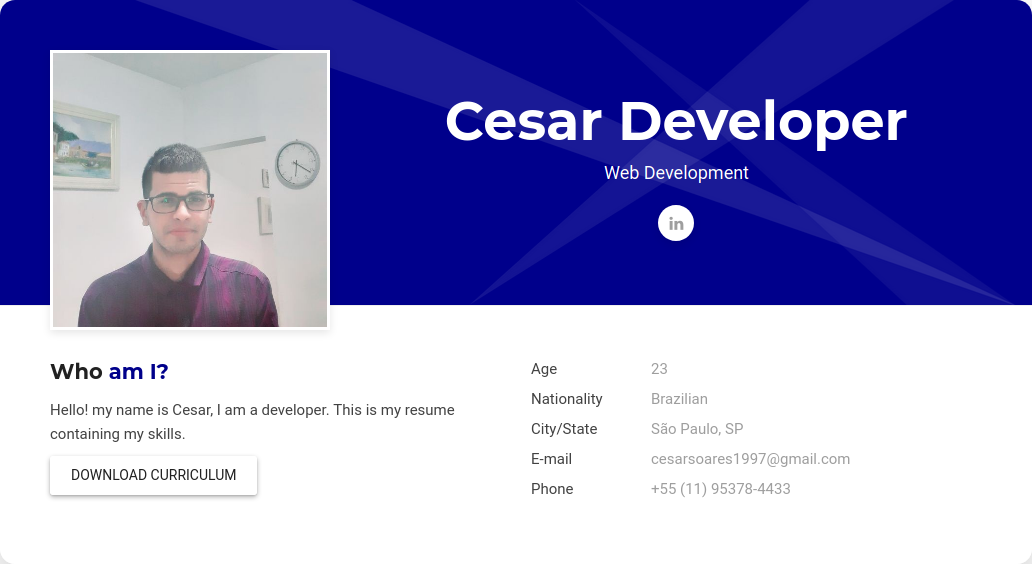 Cesar Developer
Web Development
in
Who am I?
Hello! my name is Cesar, I am a developer. This is my resume
containing my skills.
DOWNLOAD CURRICULUM
Age 23
Nationality Brazilian
City/State São Paulo, SP
E-mail cesarsoares1997@gmail.com
Phone +55 (11) 95378-4433